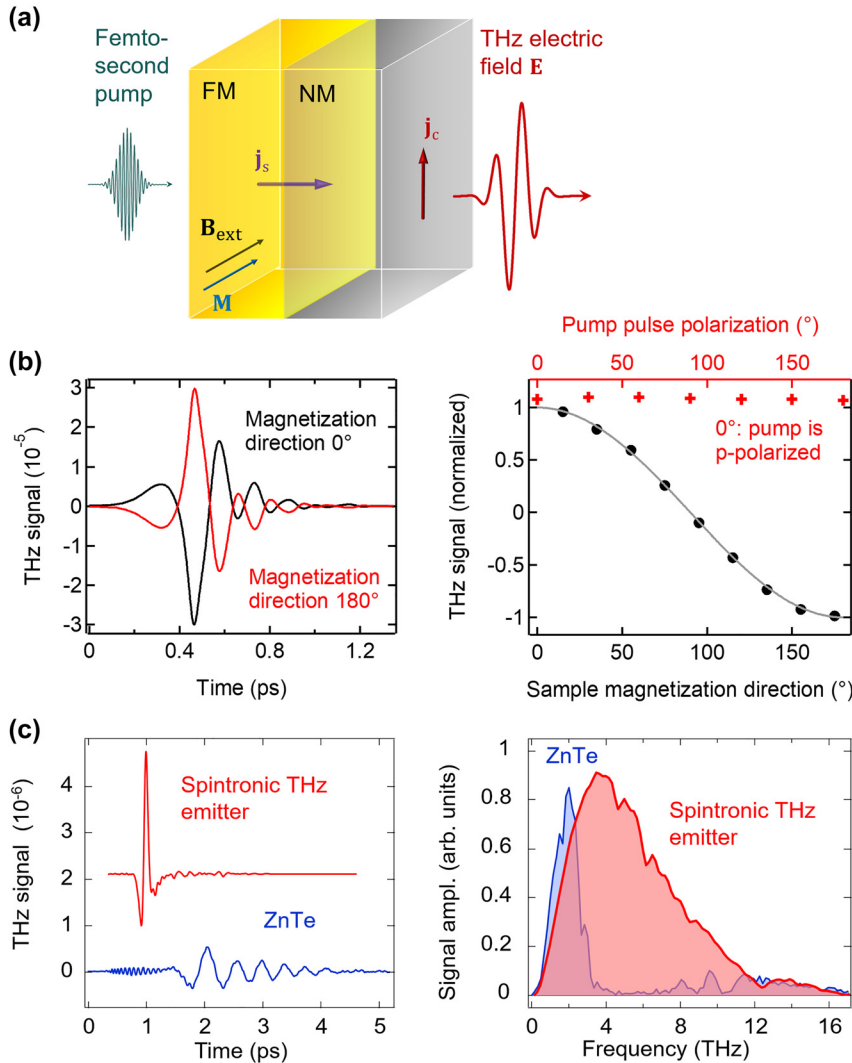 (a)
Femto-
second
pump
FM
NM
j_s
j_c
B_ext
M
THz electric
field E
(b)
THz signal (10^-5)
3
2
1
0
-1
-2
-3
0
0.4
0.8
1.2
Time (ps)
Magnetization
direction 0°
Magnetization
direction 180°
Pump pulse polarization (°)
0
50
100
150
THz signal (normalized)
1
0.5
0
-0.5
-1
0°: pump is
p-polarized
0
50
100
150
Sample magnetization direction (°)
(c)
THz signal (10^-6)
4
2
0
Spintronic THz
emitter
ZnTe
0
1
2
3
4
5
Time (ps)
Signal ampl. (arb. units)
1
0.8
0.6
0.4
0.2
0
ZnTe
Spintronic THz
emitter
0
4
8
12
16
Frequency (THz)